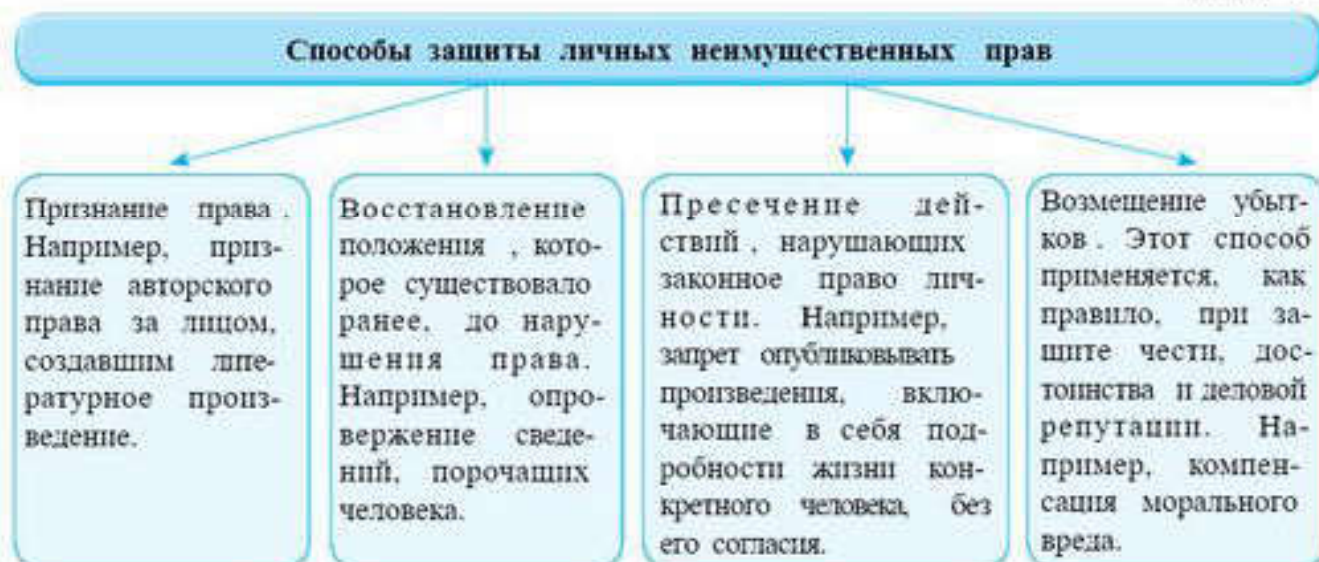 Способы защиты личных неимущественных прав
Признание права .
Например, приз-
нание авторского
права за лицом,
создавшим лите-
ратурное произ-
ведение.
Восстановление
положения , кото-
рое существовало
ранее, до нару-
шения права.
Например, опро-
вержение сведе-
ний, порочащих
человека.
Пресечение дей-
ствий , нарушающих
законное право лич-
ности. Например,
запрет опубликовывать
произведения, вклю-
чающие в себя под-
робности жизни кон-
кретного человека, без
его согласия.
Возмещение убыт-
ков . Этот способ
применяется, как
правило, при за-
щите чести, дос-
тоинства и деловой
репутации. На-
пример, компен-
сация морального
вреда.